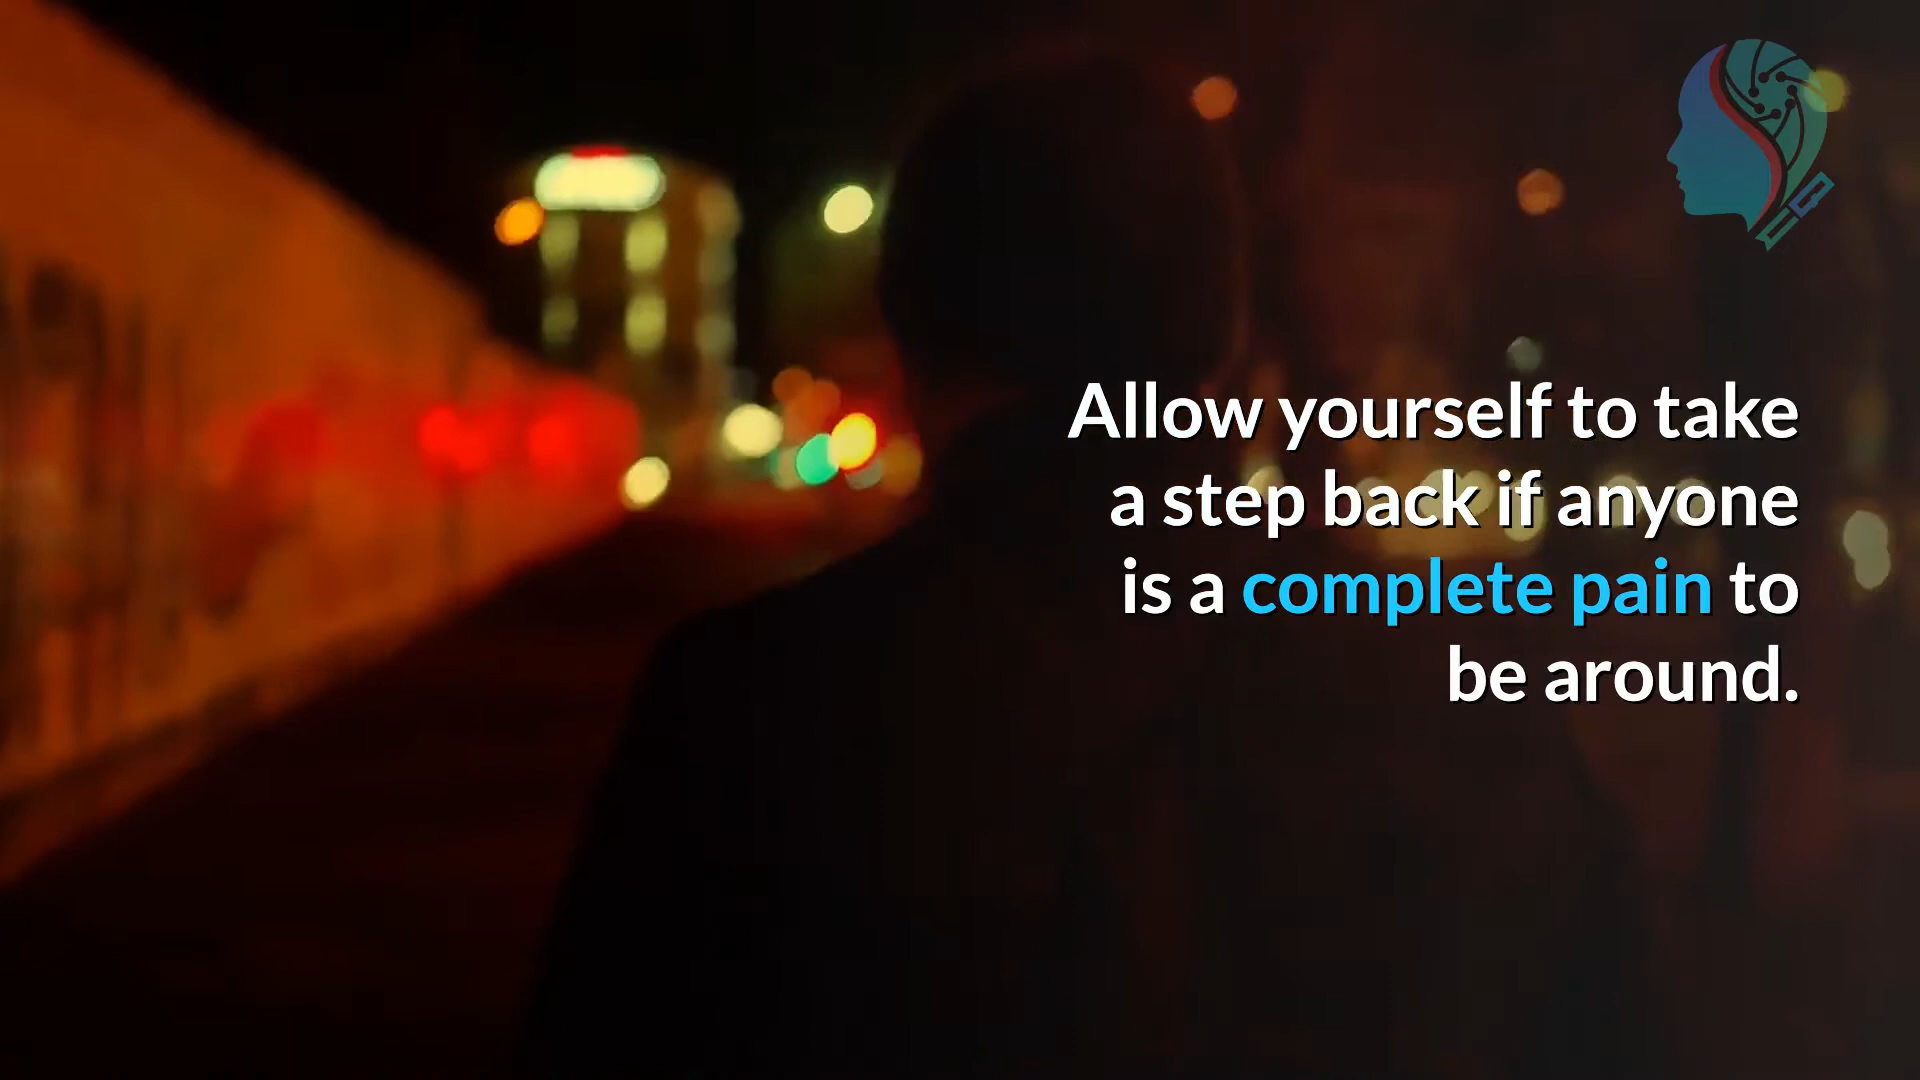 Allow yourself to take
a step back if anyone
is a complete pain to
be around.